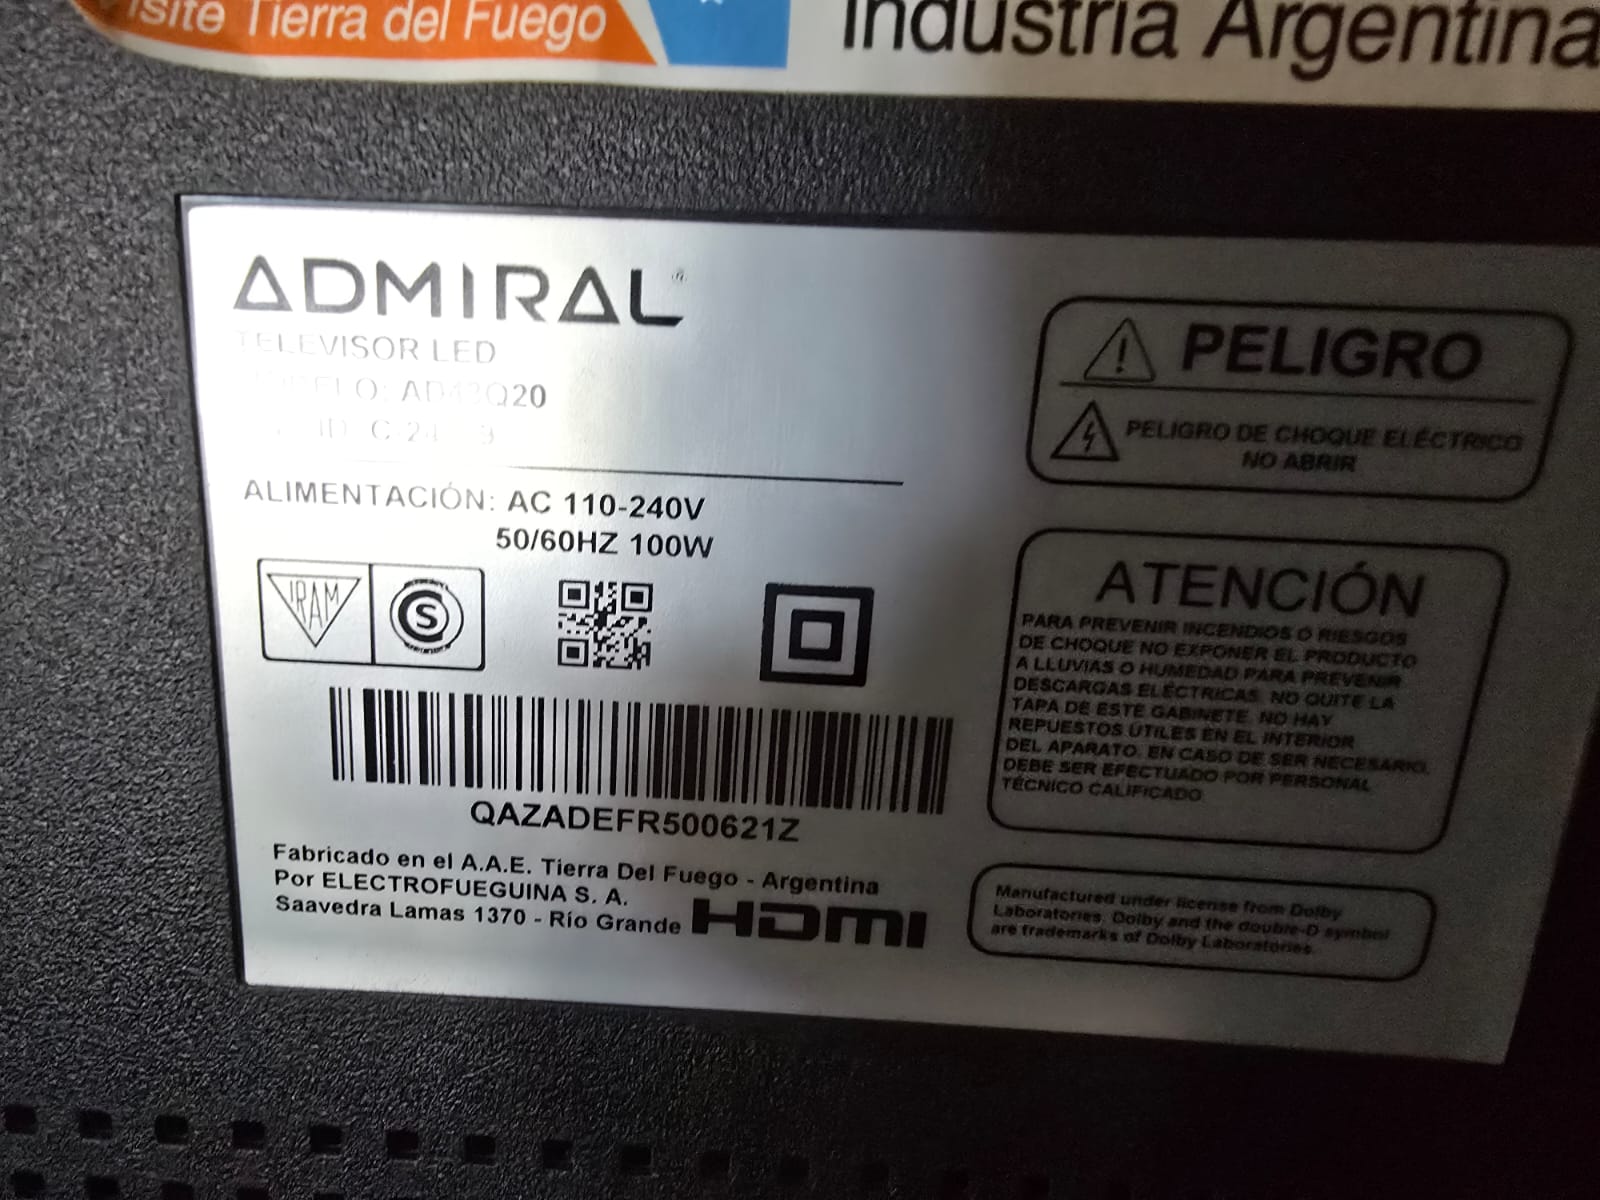 Tierra del Fuego
Industria Argentina
ADMIRAL
TELEVISOR LED
AD43Q20
ALIMENTACIÓN: AC 110-240V
50/60HZ 100W
IRAM
S
QAZADEFR500621Z
Fabricado en el A.A.E. Tierra Del Fuego - Argentina
Por ELECTROFUEGUINA S. A.
Saavedra Lamas 1370 - Río Grande
HDMI
PELIGRO
PELIGRO DE CHOQUE ELÉCTRICO
NO ABRIR
ATENCIÓN
PARA PREVENIR INCENDIOS O RIESGOS
DE CHOQUE NO EXPONER EL PRODUCTO
A LLUVIAS O HUMEDAD PARA PREVENIR
DESCARGAS ELÉCTRICAS. NO QUITE LA
TAPA DE ESTE GABINETE. NO HAY
REPUESTOS ÚTILES EN EL INTERIOR
DEL APARATO. EN CASO DE SER NECESARIO,
DEBE SER EFECTUADO POR PERSONAL
TÉCNICO CALIFICADO
Manufactured under license from Dolby
Laboratories. Dolby and the double-D symbol
are trademarks of Dolby Laboratories.